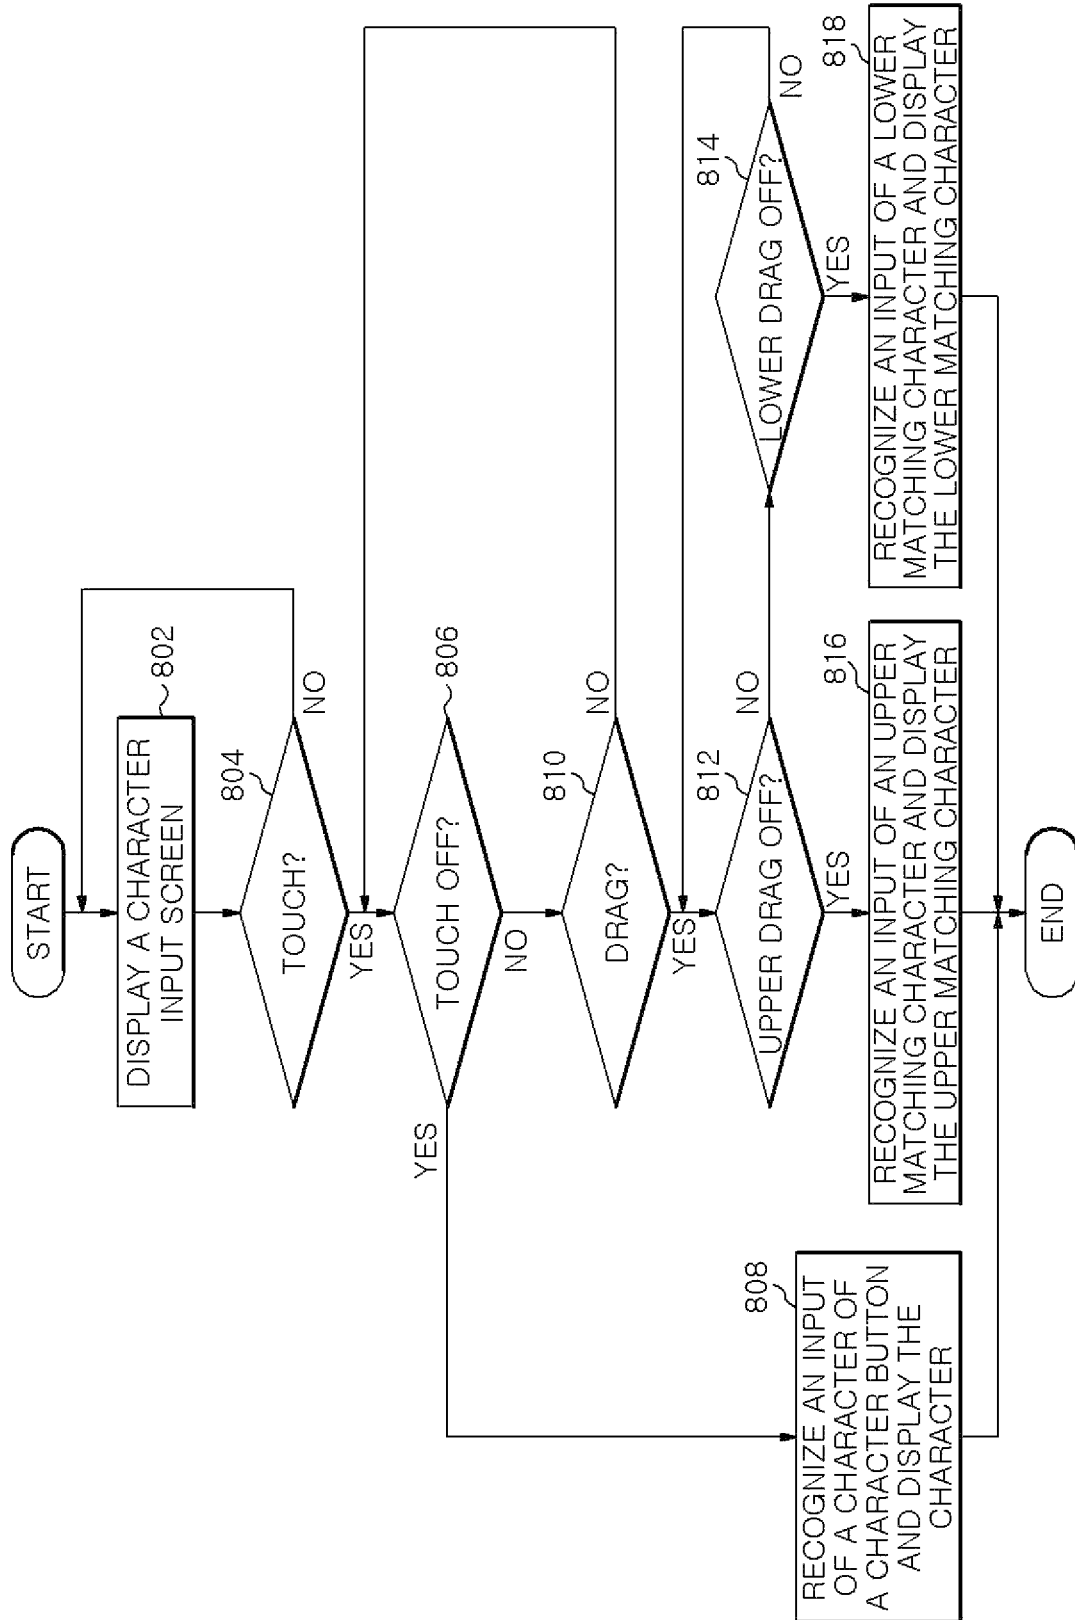 START
DISPLAY A CHARACTER
INPUT SCREEN
802
TOUCH?
804
NO
YES
TOUCH OFF?
806
YES
NO
DRAG?
810
NO
YES
UPPER DRAG OFF?
812
NO
YES
LOWER DRAG OFF?
814
NO
YES
808
RECOGNIZE AN INPUT
OF A CHARACTER OF
A CHARACTER BUTTON
AND DISPLAY THE
CHARACTER
816
RECOGNIZE AN INPUT OF AN UPPER
MATCHING CHARACTER AND DISPLAY
THE UPPER MATCHING CHARACTER
818
RECOGNIZE AN INPUT OF A LOWER
MATCHING CHARACTER AND DISPLAY
THE LOWER MATCHING CHARACTER
END